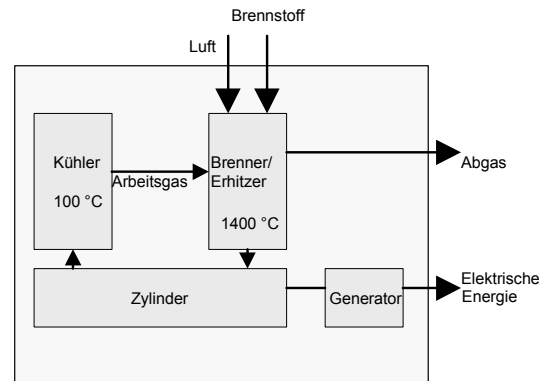 Brennstoff
Luft
Kühler
100 °C
Arbeitsgas
Brenner/
Erhitzer
1400 °C
Abgas
Zylinder
Generator
Elektrische
Energie